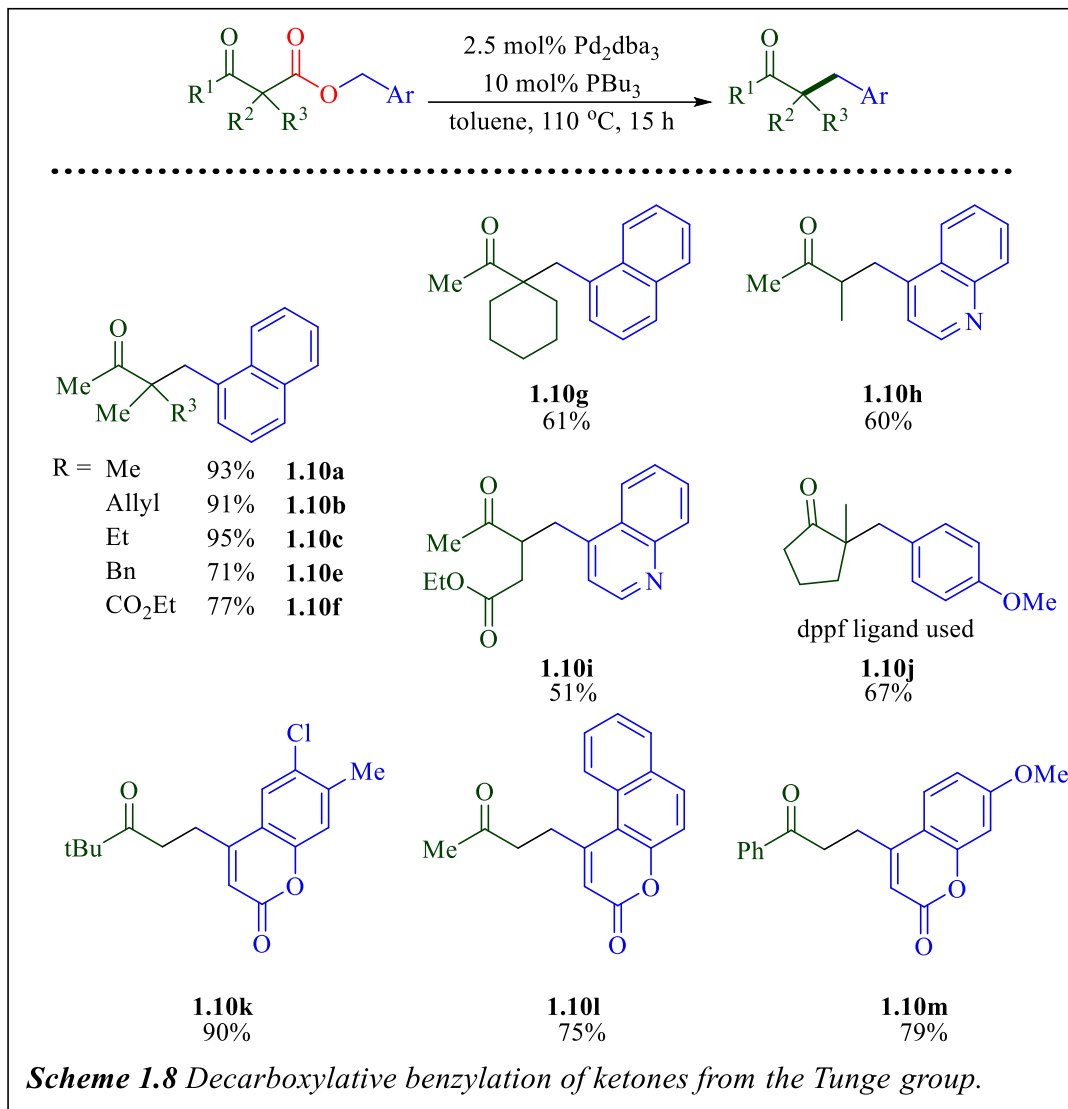 O O
R¹ O Ar
R² R³
2.5 mol% Pd₂dba₃
10 mol% PBu₃
toluene, 110 °C, 15 h
O
R¹ Ar
R² R³
O
Me
Me R³
R = Me 93% 1.10a
Allyl 91% 1.10b
Et 95% 1.10c
Bn 71% 1.10e
CO₂Et 77% 1.10f
O
Me
1.10g
61%
O
Me
N
1.10h
60%
O
Me
EtO
N
O
1.10i
51%
O
OMe
dppf ligand used
1.10j
67%
Cl
Me
O
tBu
O
O
1.10k
90%
O
Me
O
O
1.10l
75%
OMe
O
Ph
O
O
1.10m
79%
Scheme 1.8 Decarboxylative benzylation of ketones from the Tunge group.